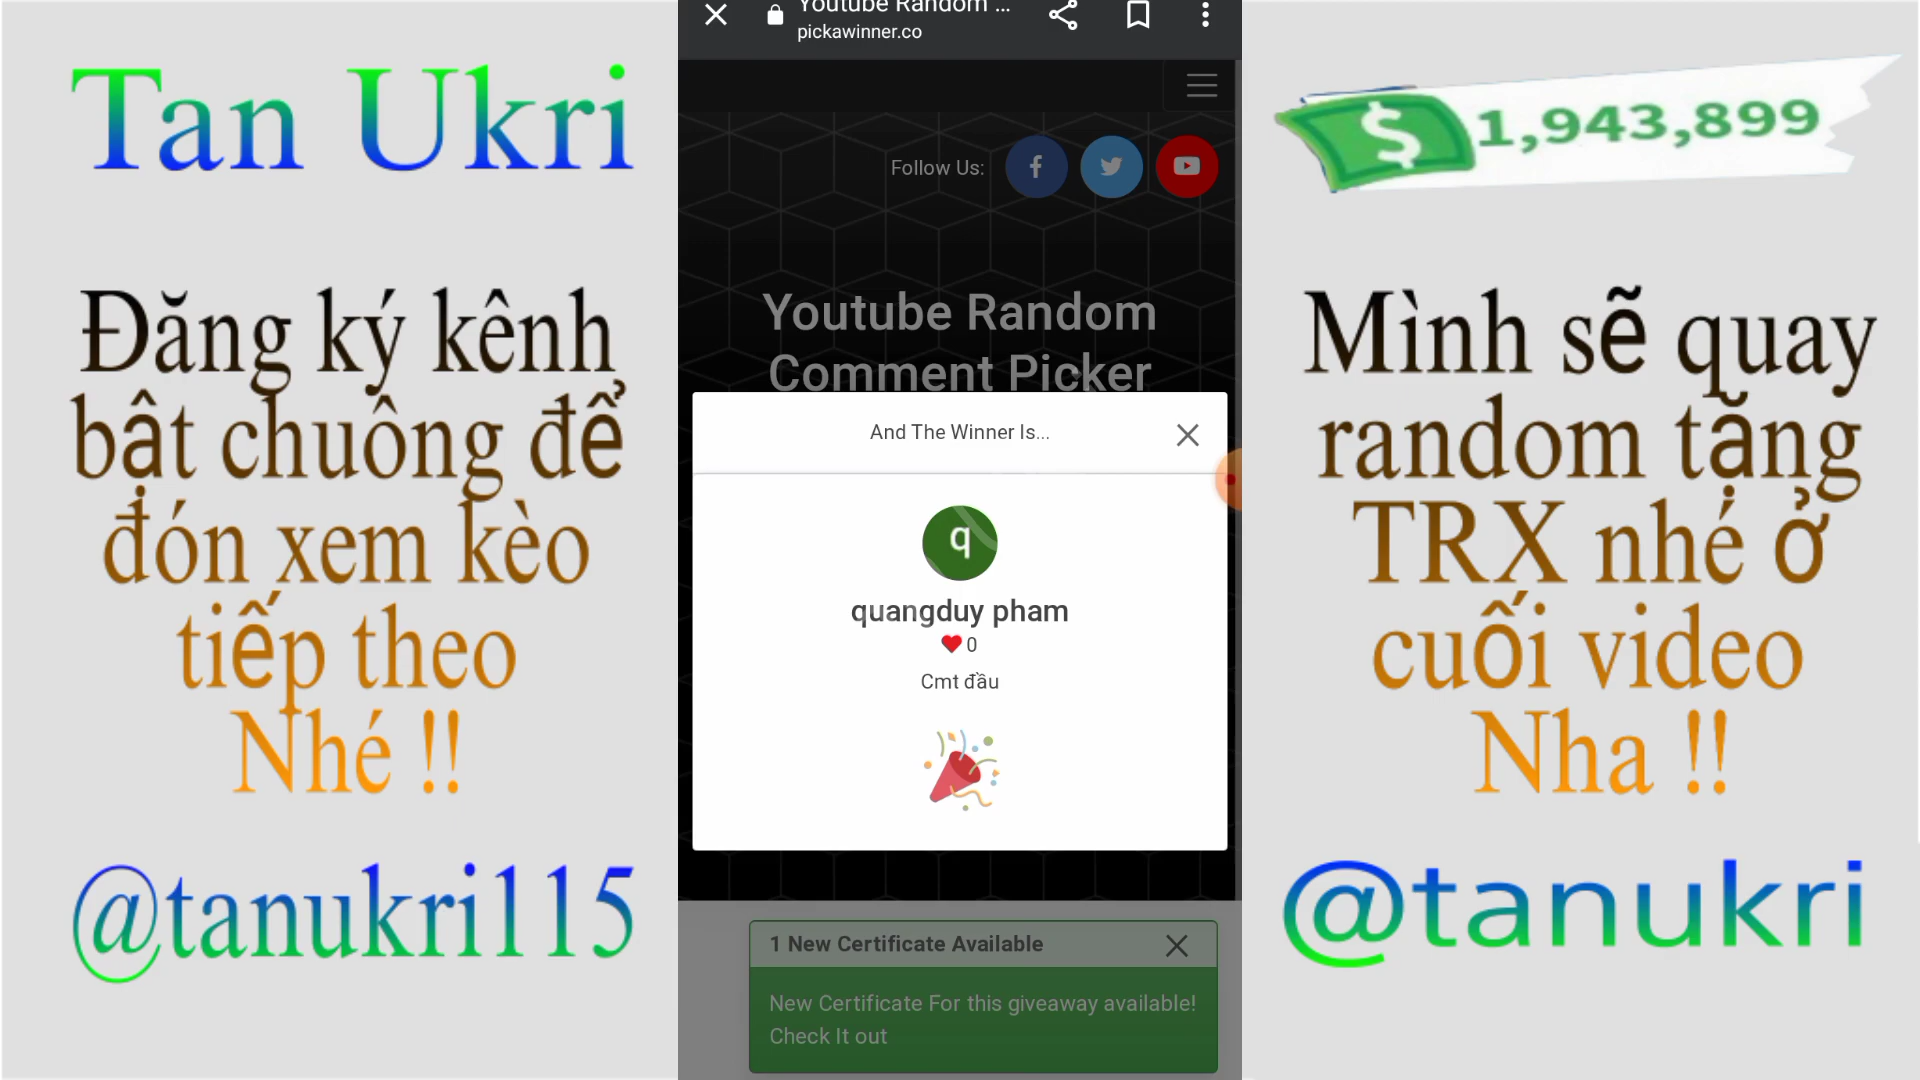 Tan Ukri
Đăng ký kênh
bật chuông để
đón xem kèo
tiếp theo
Nhé !!
@tanukri115
Youtube Random ...
pickawinner.co
Follow Us:
Youtube Random
Comment Picker
And The Winner Is...
q
quangduy pham
0
Cmt đầu
1 New Certificate Available
New Certificate For this giveaway available!
Check It out
$ 1,943,899
Mình sẽ quay
random tặng
TRX nhé ở
cuối video
Nha !!
@tanukri